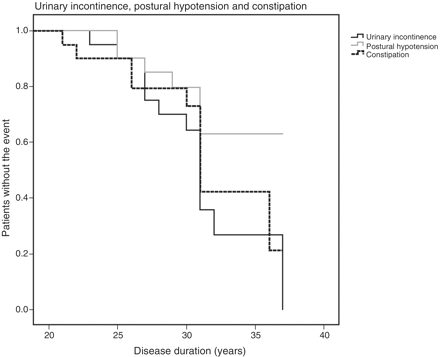 Urinary incontinence, postural hypotension and constipation
Urinary incontinence
Postural hypotension
Constipation
Patients without the event
1.0
0.8
0.6
0.4
0.2
0.0
20
25
30
35
40
Disease duration (years)